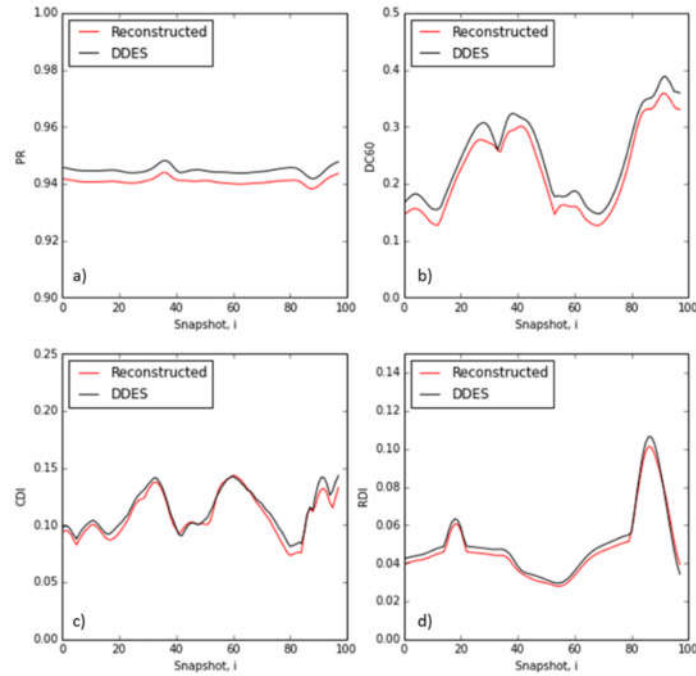 1.00
0.98
0.96
0.94
0.92
0.90
PR
Reconstructed
DDES
a)
0 20 40 60 80 100
Snapshot, i
0.5
0.4
0.3
0.2
0.1
0.0
DC60
Reconstructed
DDES
b)
0 20 40 60 80 100
Snapshot, i
0.25
0.20
0.15
0.10
0.05
0.00
CDI
Reconstructed
DDES
c)
0 20 40 60 80 100
Snapshot, i
0.14
0.12
0.10
0.08
0.06
0.04
0.02
0.00
RDI
Reconstructed
DDES
d)
0 20 40 60 80 100
Snapshot, i